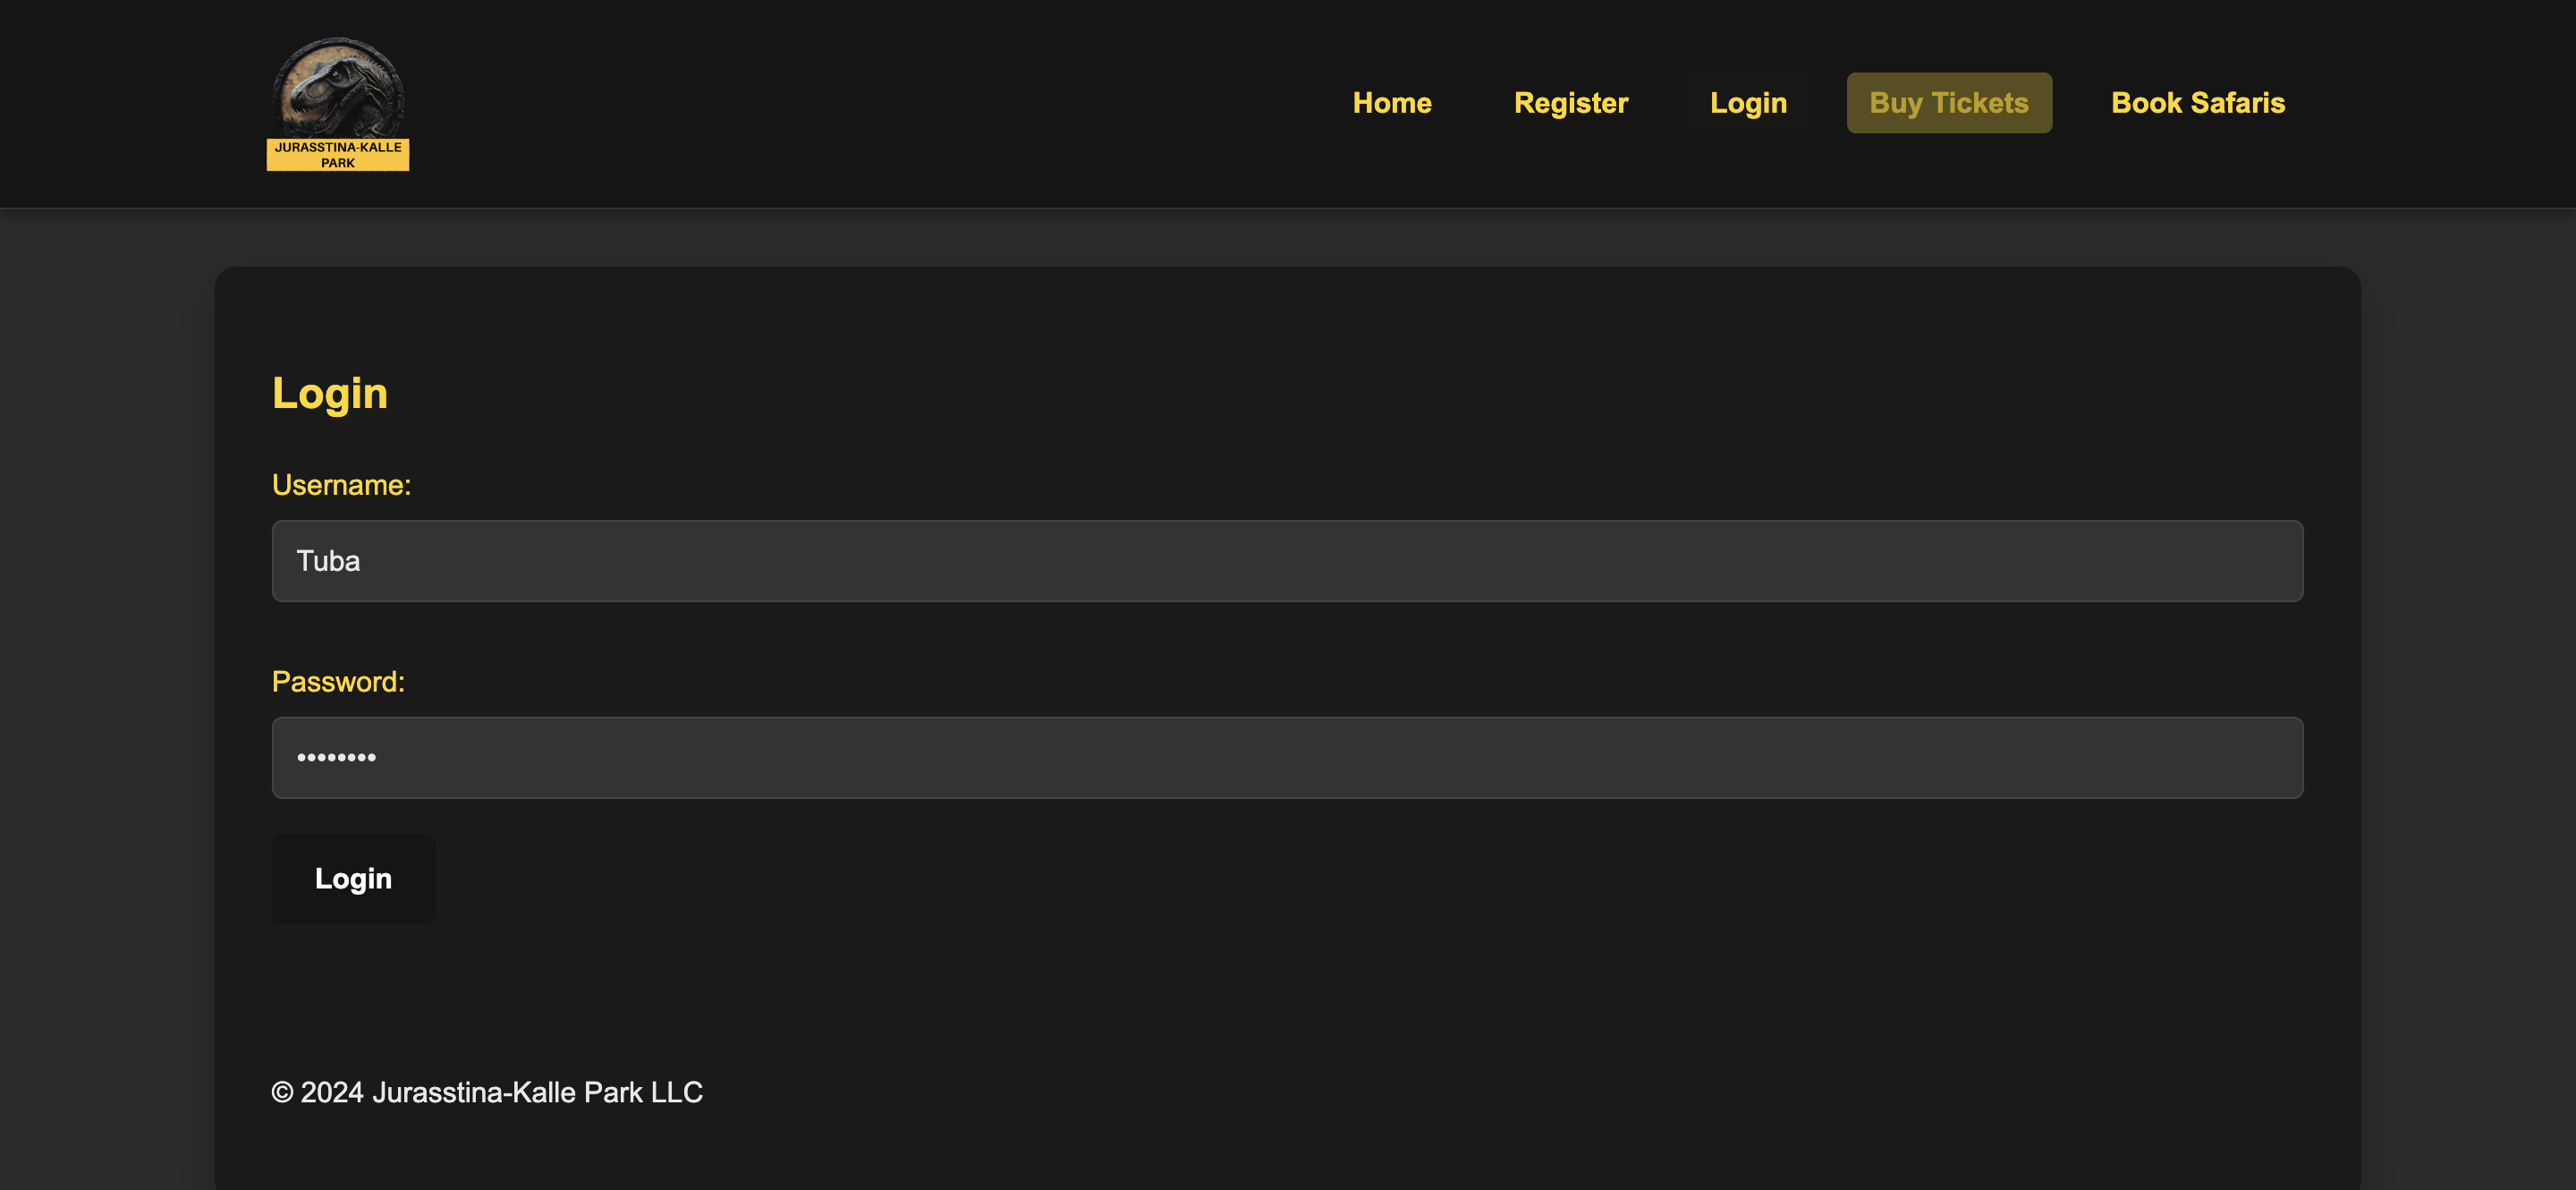 JURASSTINA-KALLE
PARK
Home Register Login Buy Tickets Book Safaris
Login
Username:
Tuba
Password:
••••••••
Login
© 2024 Jurasstina-Kalle Park LLC